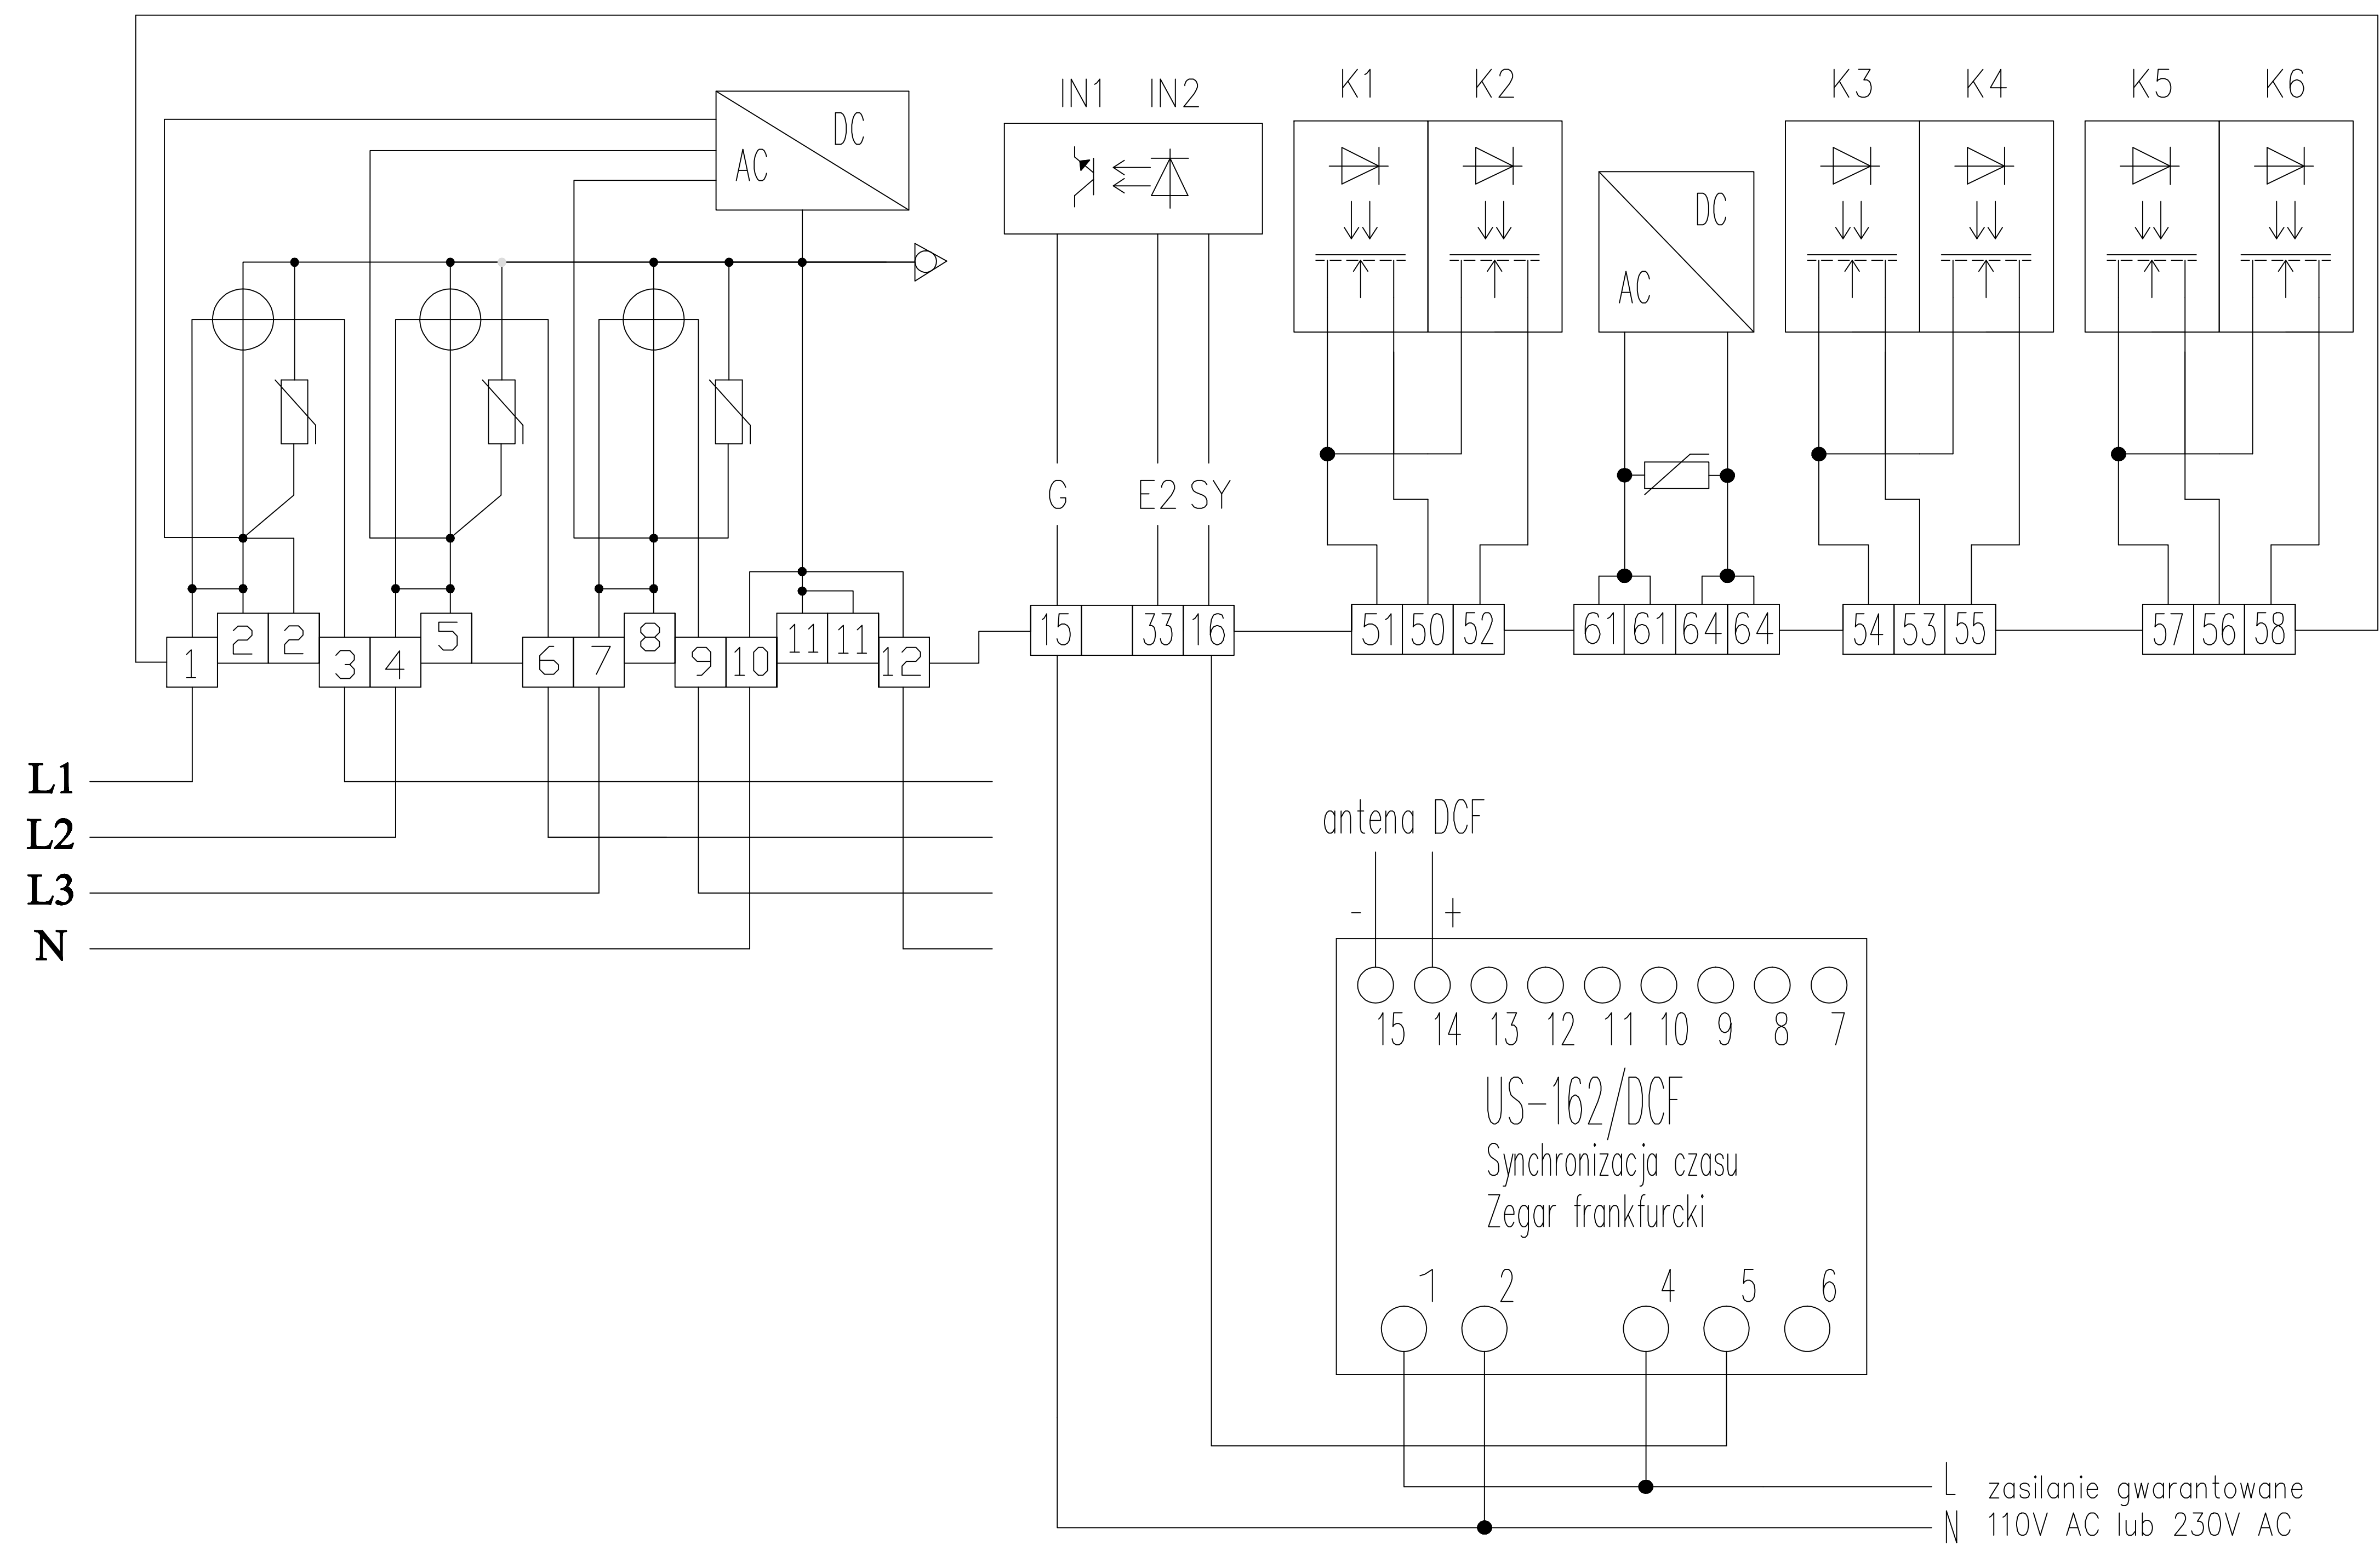 IN1 IN2 K1 K2 K3 K4 K5 K6
DC
AC
DC
AC
G E2 SY
1 2 2 3 4 5 6 7 8 9 10 11 11 12 15 33 16 51 50 52 61 61 64 64 54 53 55 57 56 58
L1
L2
L3
N
antena DCF
- +
15 14 13 12 11 10 9 8 7
US-162/DCF
Synchronizacja czasu
Zegar frankfurcki
1 2 4 5 6
L zasilanie gwarantowane
N 110V AC lub 230V AC